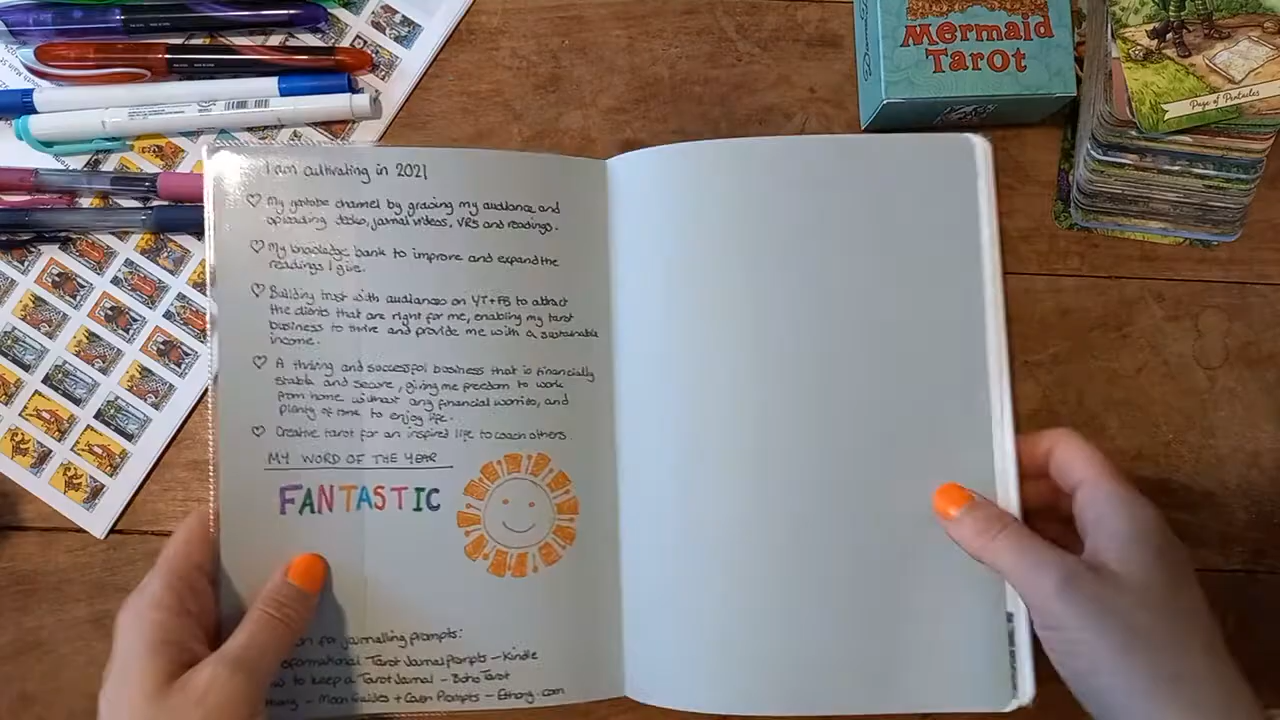 Mermaid
Tarot
Page of Pentacles
South Main St
I am cultivating in 2021
My youtube channel by growing my audience and
uploading decks, journal videos, VRS and readings.
My knowledge bank to improve and expand the
readings I give.
Building trust with audiences on YT+FB to attract
the clients that are right for me, enabling my tarot
business to thrive and provide me with a sustainable
income.
A thriving and successful business that is financially
stable and secure, giving me freedom to work
from home without any financial worries, and
plenty of time to enjoy life.
Creative tarot for an inspired life to coach others.
MY WORD OF THE YEAR
FANTASTIC
for journalling prompts:
Tarot Journal Prompts - Kindle
to keep a Tarot Journal - Boho Tarot
- Moon Guides + Coven Prompts -